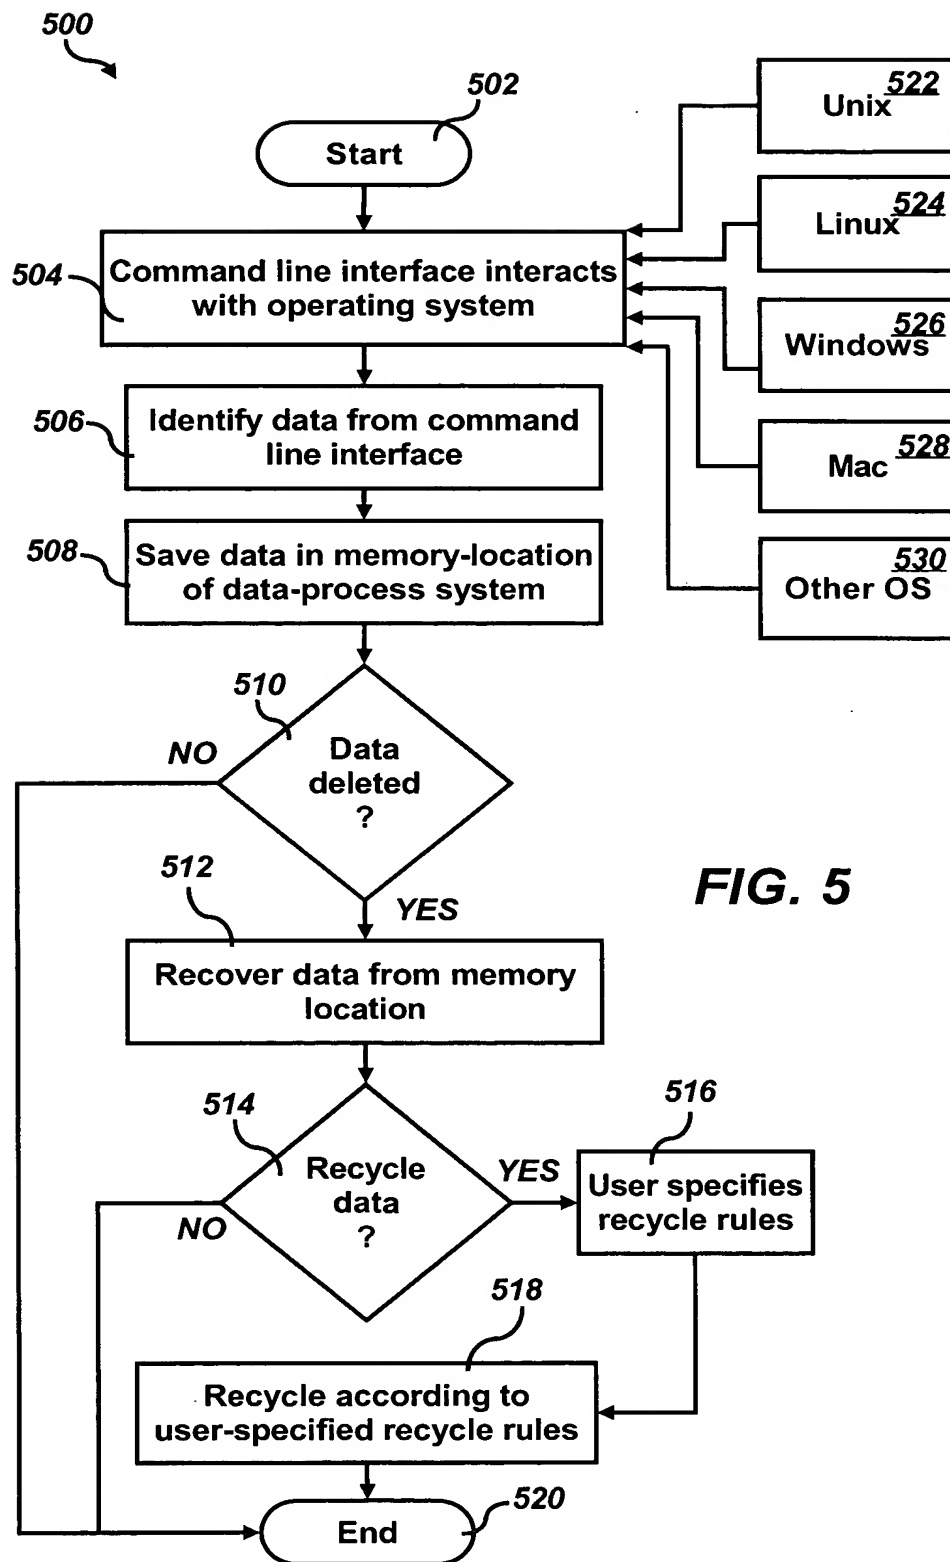 500
502
Start
522
Unix
524
Linux
504
Command line interface interacts
with operating system
526
Windows
506
Identify data from command
line interface
528
Mac
508
Save data in memory-location
of data-process system
530
Other OS
510
NO
Data
deleted
?
YES
FIG. 5
512
Recover data from memory
location
514
Recycle
data
?
NO
YES
516
User specifies
recycle rules
518
Recycle according to
user-specified recycle rules
End
520